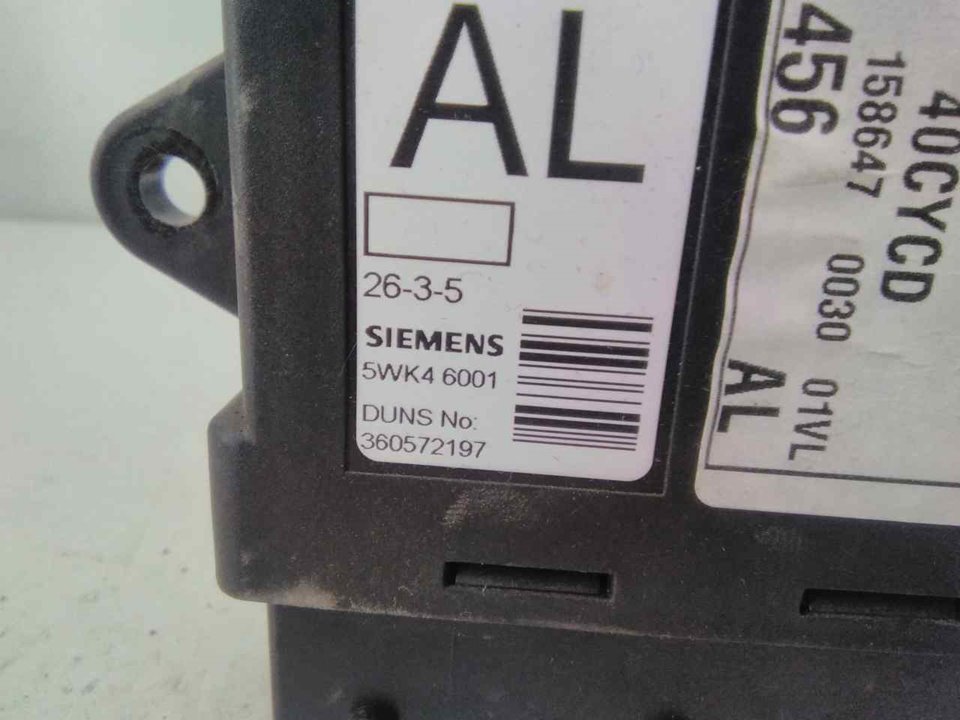 AL
26-3-5
SIEMENS
5WK4 6001
DUNS No:
360572197
40CYCD
158647 0030 01VL
456
AL